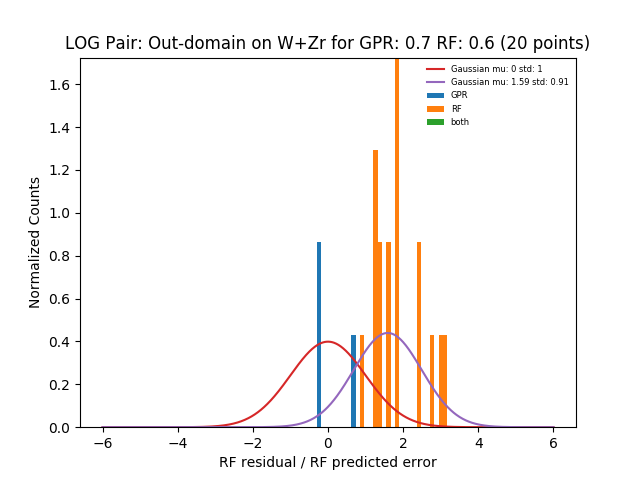 LOG Pair: Out-domain on W+Zr for GPR: 0.7 RF: 0.6 (20 points)
Gaussian mu: 0 std: 1
Gaussian mu: 1.59 std: 0.91
GPR
RF
both
Normalized Counts
1.6
1.4
1.2
1.0
0.8
0.6
0.4
0.2
0.0
−6 −4 −2 0 2 4 6
RF residual / RF predicted error